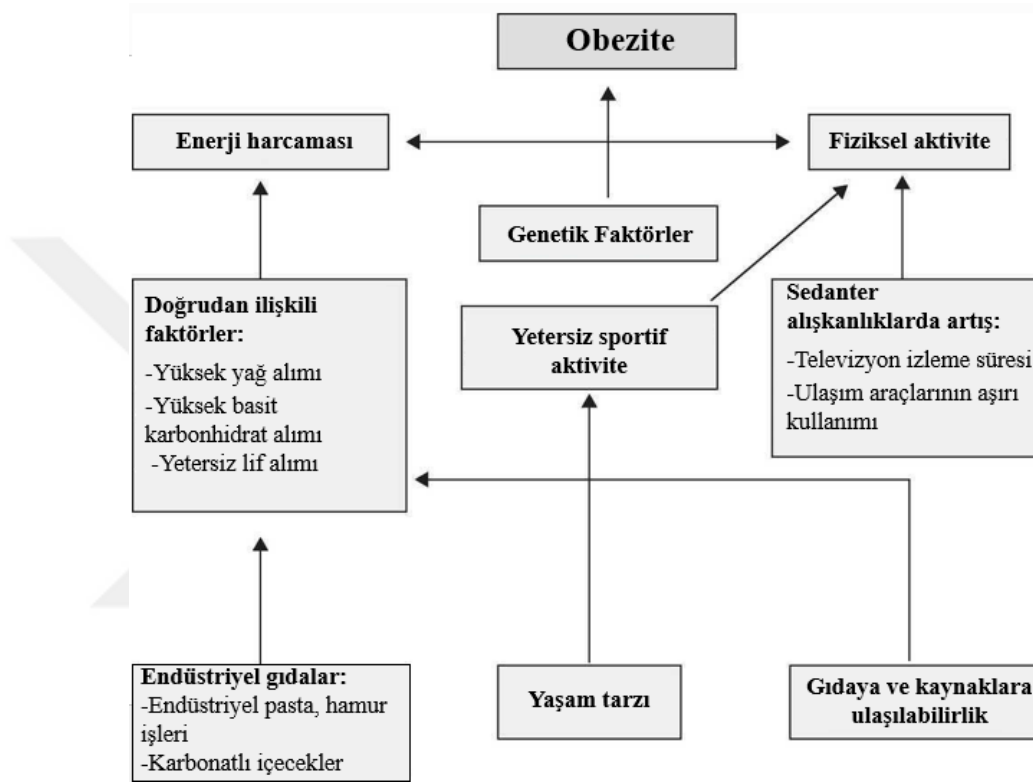 Obezite
Enerji harcaması
Fiziksel aktivite
Genetik Faktörler
Doğrudan ilişkili
faktörler:
-Yüksek yağ alımı
-Yüksek basit
karbonhidrat alımı
-Yetersiz lif alımı
Yetersiz sportif
aktivite
Sedanter
alışkanlıklarda artış:
-Televizyon izleme süresi
-Ulaşım araçlarının aşırı
kullanımı
Endüstriyel gıdalar:
-Endüstriyel pasta, hamur
işleri
-Karbonatlı içecekler
Yaşam tarzı
Gıdaya ve kaynaklara
ulaşılabilirlik